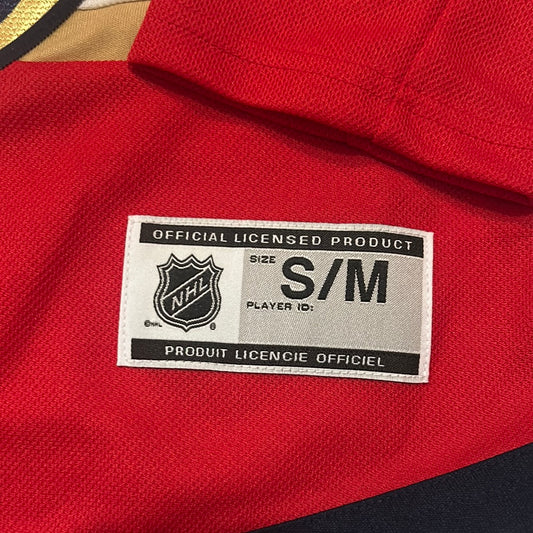 OFFICIAL LICENSED PRODUCT
SIZE S/M
NHL
PLAYER ID:
©NHL ®
PRODUIT LICENCIE OFFICIEL